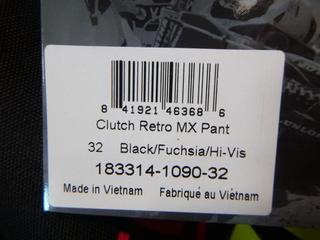 8 41921 46368 6
Clutch Retro MX Pant
32 Black/Fuchsia/Hi-Vis
183314-1090-32
Made in Vietnam Fabriqué au Viétnam